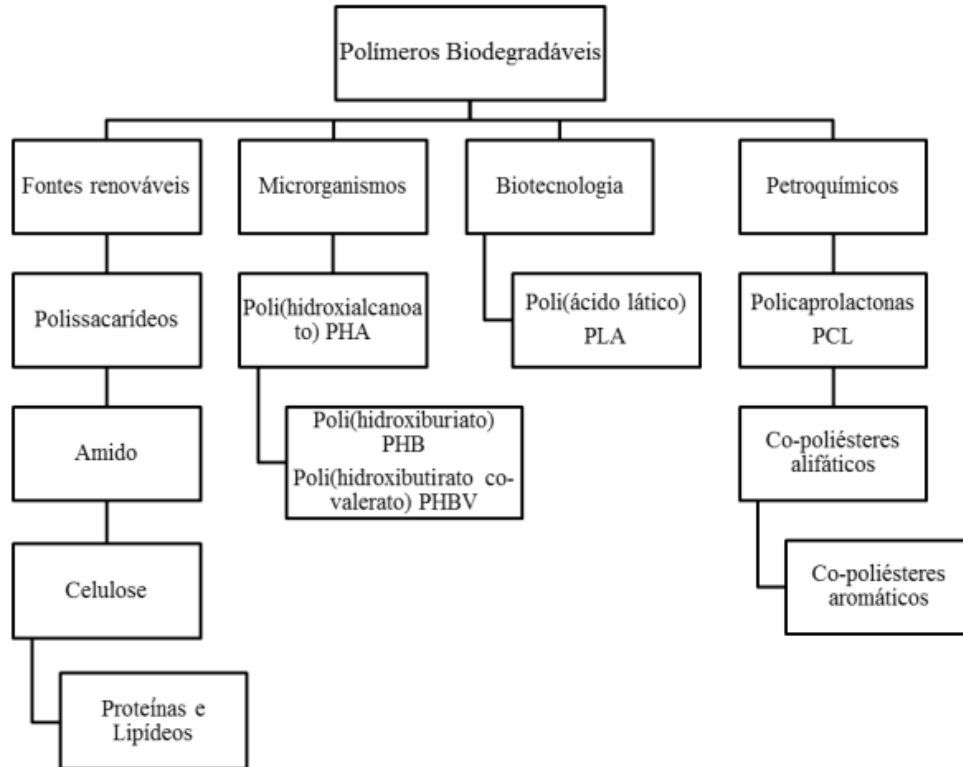 Polímeros Biodegradáveis
Fontes renováveis
Microrganismos
Biotecnologia
Petroquímicos
Polissacarídeos
Poli(hidroxialcanoa
to) PHA
Poli(ácido lático)
PLA
Policaprolactonas
PCL
Amido
Poli(hidroxiburiato)
PHB
Poli(hidroxibutirato co-
valerato) PHBV
Co-poliésteres
alifáticos
Celulose
Co-poliésteres
aromáticos
Proteínas e
Lipídeos